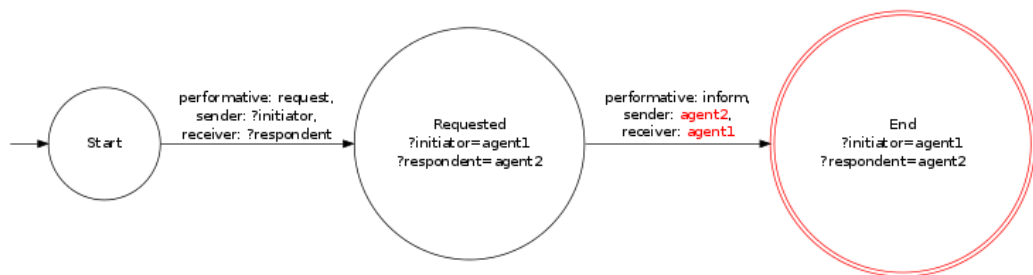 Start
performative: request,
sender: ?initiator,
receiver: ?respondent
Requested
?initiator=agent1
?respondent=agent2
performative: inform,
sender: agent2,
receiver: agent1
End
?initiator=agent1
?respondent=agent2